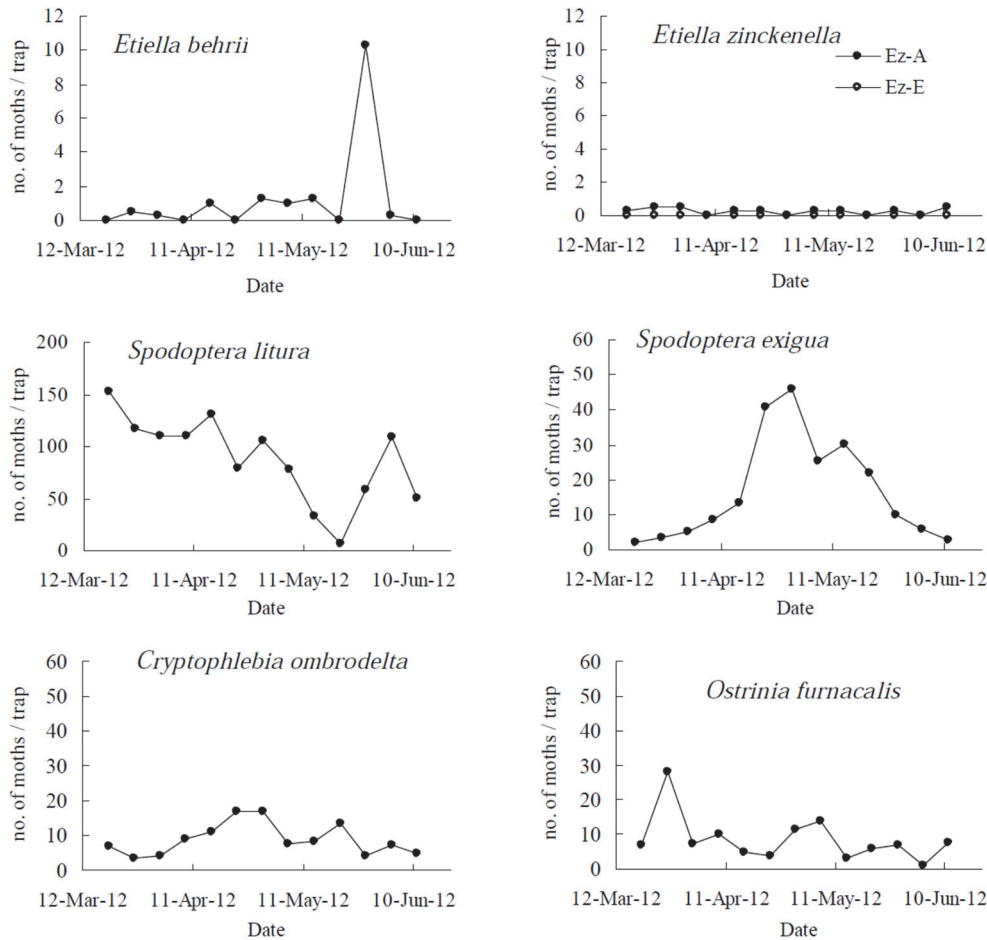 Etiella behrii
no. of moths / trap
12
10
8
6
4
2
0
12-Mar-12 11-Apr-12 11-May-12 10-Jun-12
Date
Etiella zinckenella
Ez-A
Ez-E
no. of moths / trap
12
10
8
6
4
2
0
12-Mar-12 11-Apr-12 11-May-12 10-Jun-12
Date
Spodoptera litura
no. of moths / trap
200
150
100
50
0
12-Mar-12 11-Apr-12 11-May-12 10-Jun-12
Date
Spodoptera exigua
no. of moths / trap
60
50
40
30
20
10
0
12-Mar-12 11-Apr-12 11-May-12 10-Jun-12
Date
Cryptophlebia ombrodelta
no. of moths / trap
60
50
40
30
20
10
0
12-Mar-12 11-Apr-12 11-May-12 10-Jun-12
Date
Ostrinia furnacalis
no. of moths / trap
60
50
40
30
20
10
0
12-Mar-12 11-Apr-12 11-May-12 10-Jun-12
Date